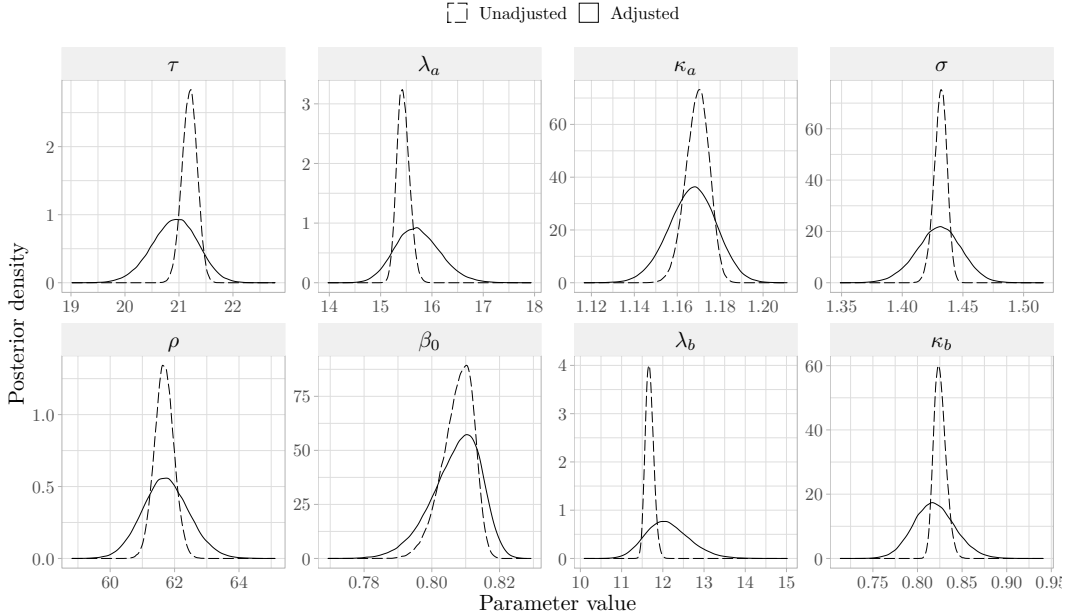 Unadjusted Adjusted
τ λa κa σ
2
1
0
19 20 21 22
3
2
1
0
14 15 16 17 18
60
40
20
0
1.12 1.14 1.16 1.18 1.20
60
40
20
0
1.35 1.40 1.45 1.50
Posterior density
ρ β0 λb κb
1.0
0.5
0.0
60 62 64
75
50
25
0
0.78 0.80 0.82
4
3
2
1
0
10 11 12 13 14 15
60
40
20
0
0.75 0.80 0.85 0.90
Parameter value